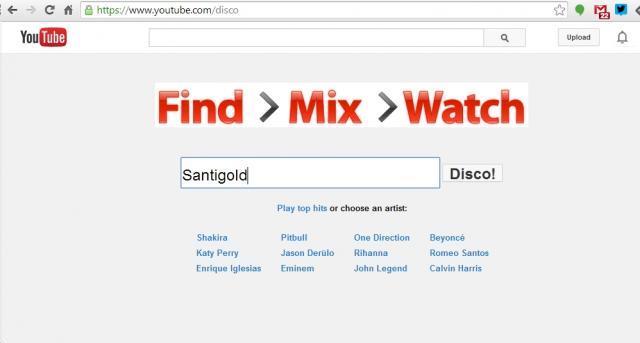 https://www.youtube.com/disco
22
YouTube
Upload
Find > Mix > Watch
Santigold
Disco!
Play top hits or choose an artist:
Shakira Pitbull One Direction Beyoncé
Katy Perry Jason Derülo Rihanna Romeo Santos
Enrique Iglesias Eminem John Legend Calvin Harris